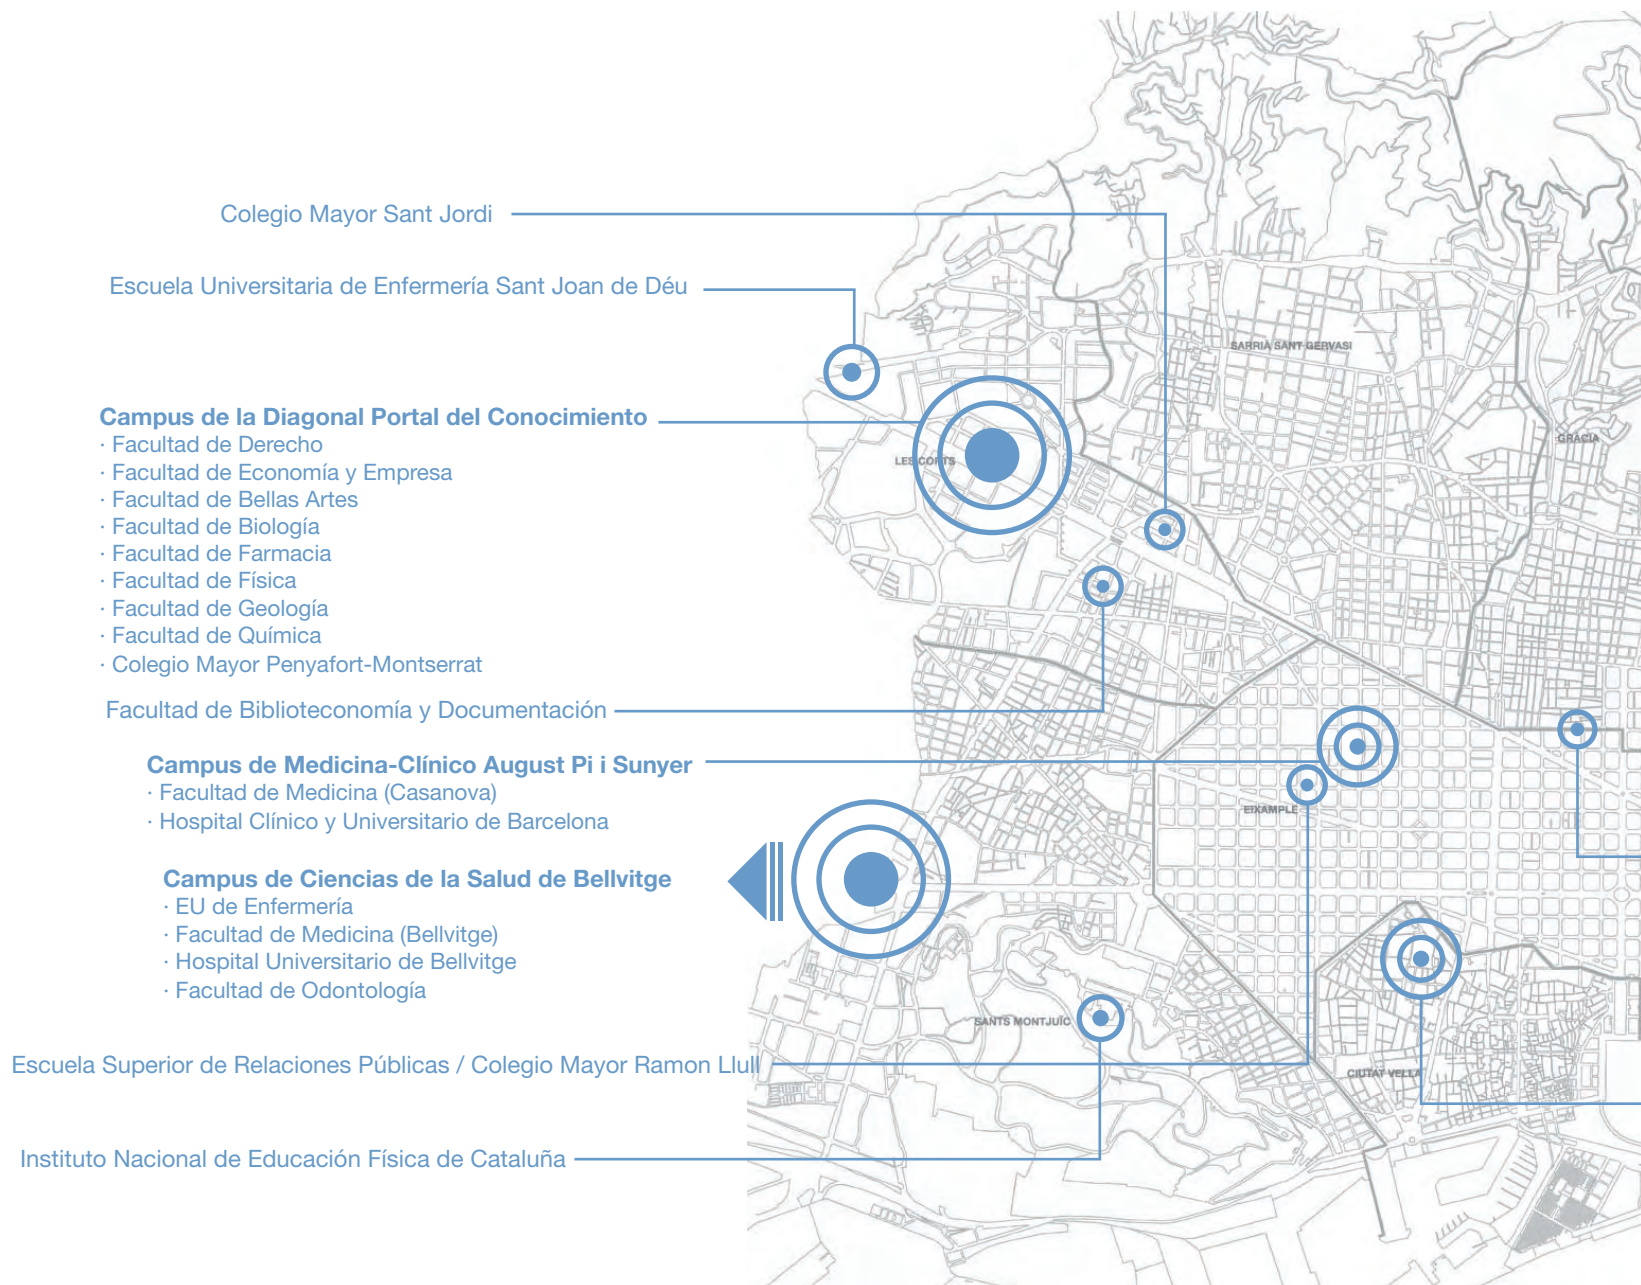 Colegio Mayor Sant Jordi
Escuela Universitaria de Enfermería Sant Joan de Déu
SARRIÀ SANT GERVASI
Campus de la Diagonal Portal del Conocimiento
· Facultad de Derecho
· Facultad de Economía y Empresa
· Facultad de Bellas Artes
· Facultad de Biología
· Facultad de Farmacia
· Facultad de Física
· Facultad de Geología
· Facultad de Química
· Colegio Mayor Penyafort-Montserrat
GRÀCIA
LES CORTS
Facultad de Biblioteconomía y Documentación
Campus de Medicina-Clínico August Pi i Sunyer
· Facultad de Medicina (Casanova)
· Hospital Clínico y Universitario de Barcelona
EIXAMPLE
Campus de Ciencias de la Salud de Bellvitge
· EU de Enfermería
· Facultad de Medicina (Bellvitge)
· Hospital Universitario de Bellvitge
· Facultad de Odontología
SANTS MONTJUÏC
Escuela Superior de Relaciones Públicas / Colegio Mayor Ramon Llull
CIUTAT VELLA
Instituto Nacional de Educación Física de Cataluña